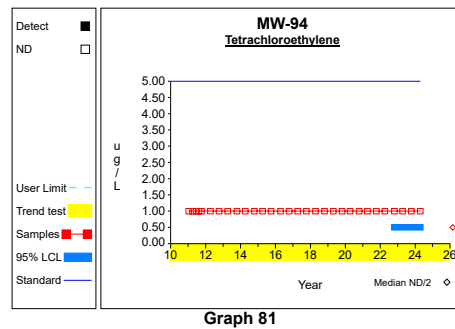 Detect
ND
User Limit
Trend test
Samples
95% LCL
Standard
MW-94
Tetrachloroethylene
ug/L
5.00
4.50
4.00
3.50
3.00
2.50
2.00
1.50
1.00
0.50
0.00
10 12 14 16 18 20 22 24 26
Year
Median ND/2
Graph 81